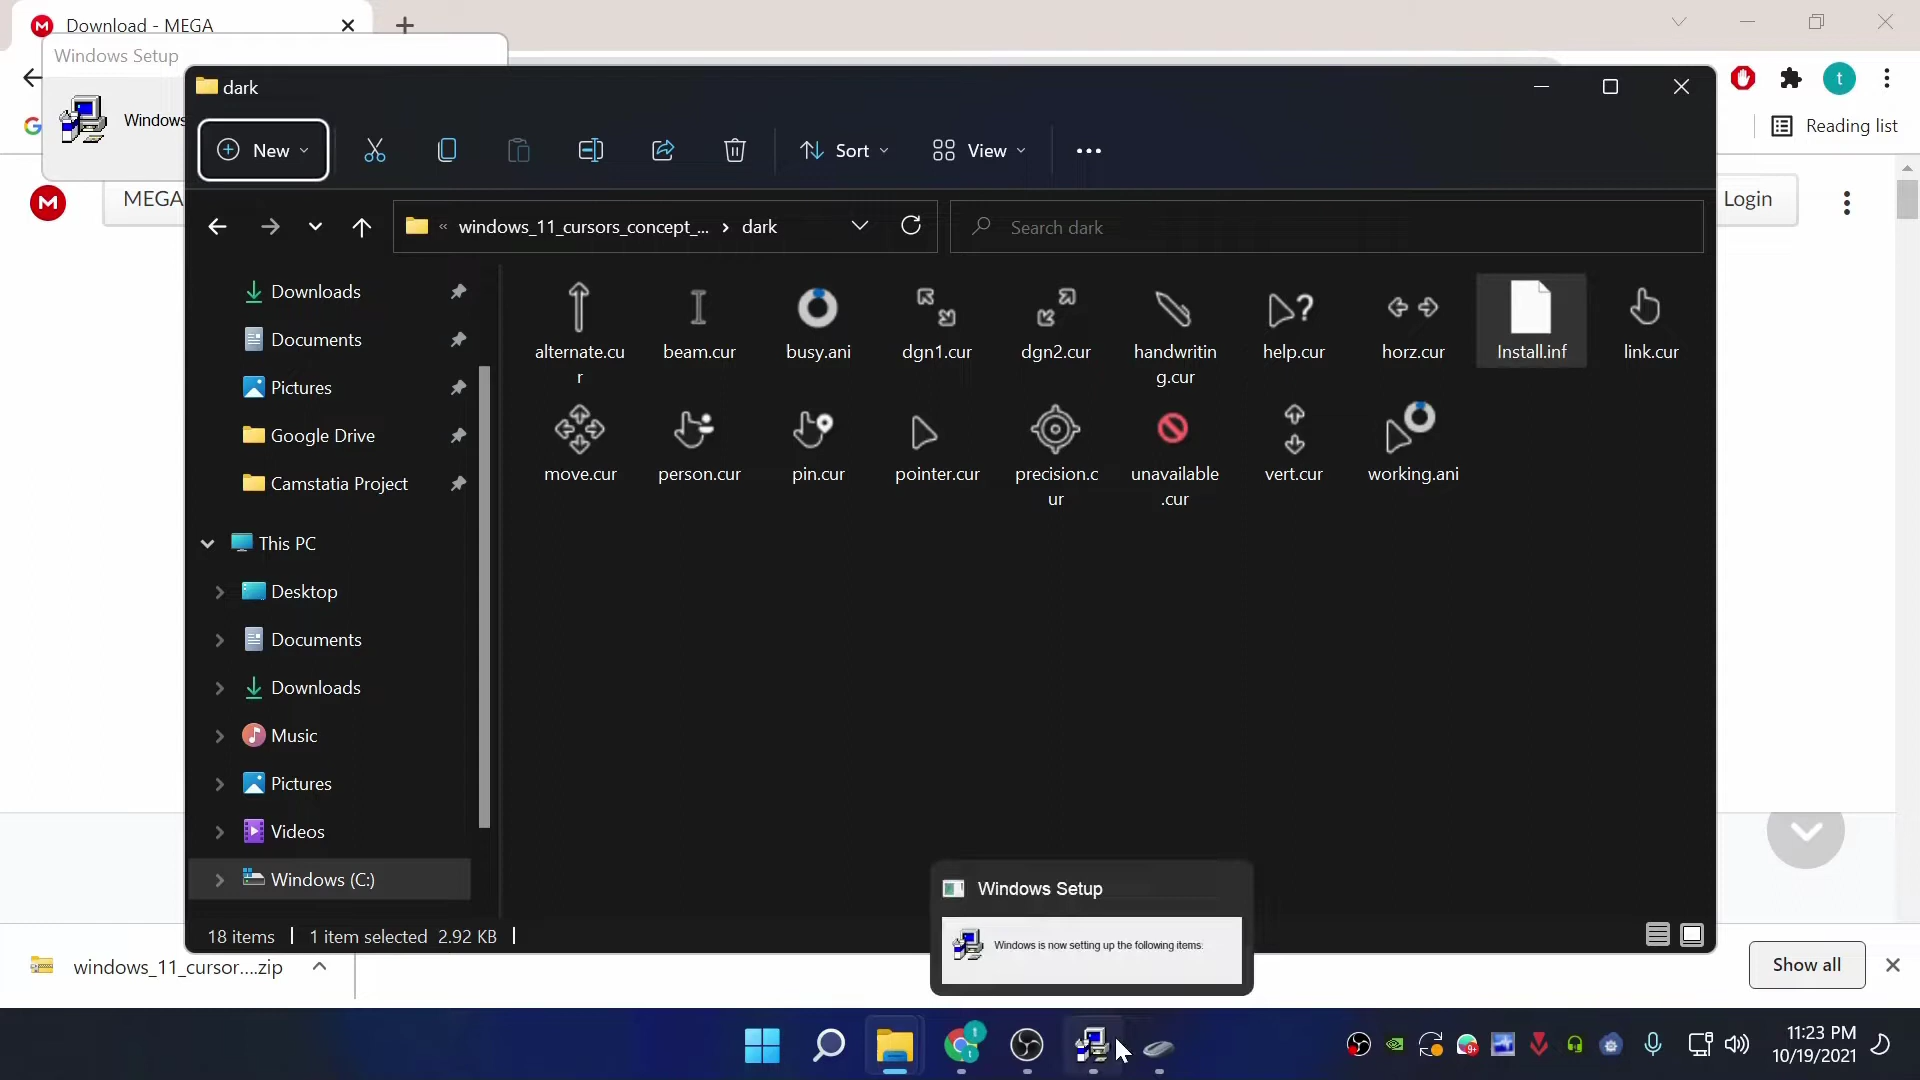 Download - MEGA
Windows Setup
dark
Windows
New
Sort
View
t
Reading list
MEGA
Login
« windows_11_cursors_concept_... › dark
Search dark
Downloads
Documents
Pictures
Google Drive
Camstatia Project
This PC
Desktop
Documents
Downloads
Music
Pictures
Videos
Windows (C:)
alternate.cu
r
beam.cur
busy.ani
dgn1.cur
dgn2.cur
handwritin
g.cur
help.cur
horz.cur
Install.inf
link.cur
move.cur
person.cur
pin.cur
pointer.cur
precision.c
ur
unavailable
.cur
vert.cur
working.ani
18 items
1 item selected 2.92 KB
Windows Setup
Windows is now setting up the following items:
windows_11_cursor....zip
Show all
11:23 PM
10/19/2021